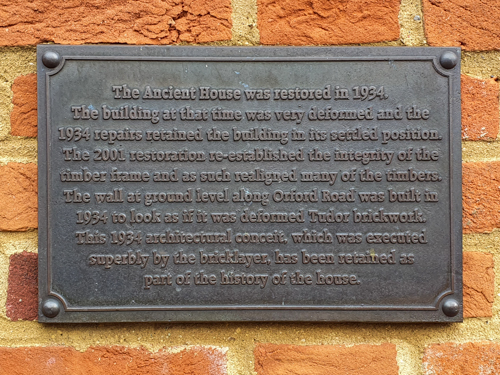 The Ancient House was restored in 1934.
The building at that time was very deformed and the
1934 repairs retained the building in its settled position.
The 2001 restoration re-established the integrity of the
timber frame and as such realigned many of the timbers.
The wall at ground level along Orford Road was built in
1934 to look as if it was deformed Tudor brickwork.
This 1934 architectural conceit, which was executed
superbly by the bricklayer, has been retained as
part of the history of the house.